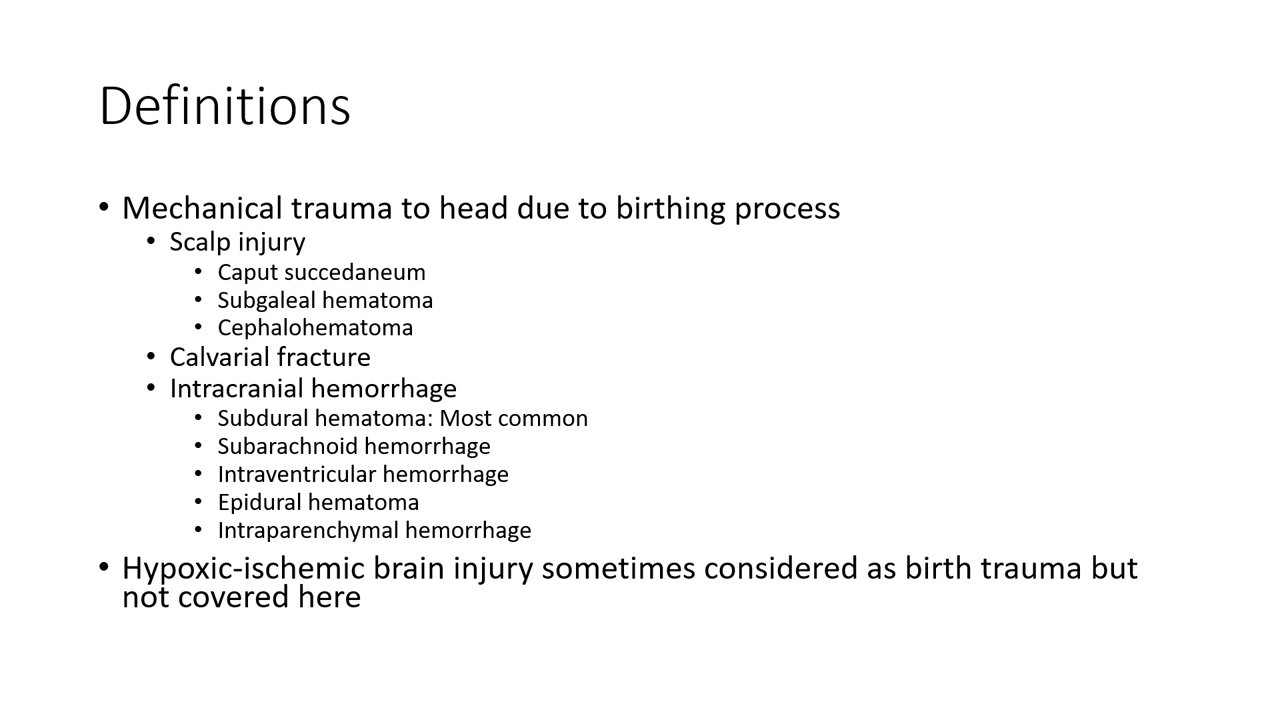 Definitions
• Mechanical trauma to head due to birthing process
• Scalp injury
• Caput succedaneum
• Subgaleal hematoma
• Cephalohematoma
• Calvarial fracture
• Intracranial hemorrhage
• Subdural hematoma: Most common
• Subarachnoid hemorrhage
• Intraventricular hemorrhage
• Epidural hematoma
• Intraparenchymal hemorrhage
• Hypoxic-ischemic brain injury sometimes considered as birth trauma but
not covered here